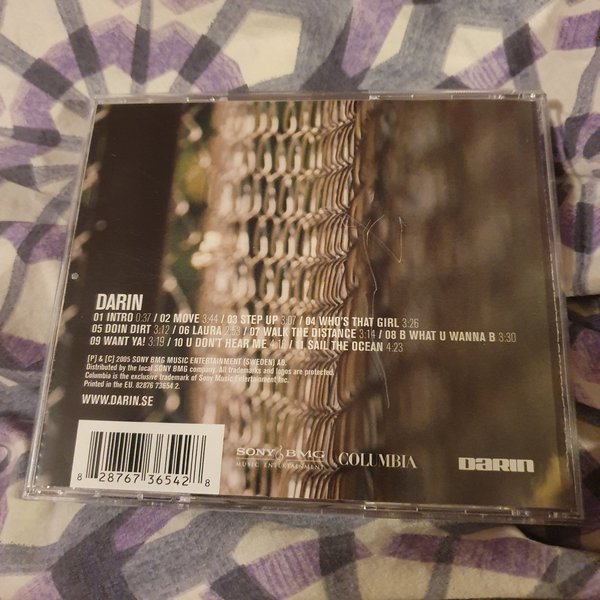 DARIN
01 INTRO 0:37 / 02 MOVE 3:44 / 03 STEP UP 3:07 / 04 WHO'S THAT GIRL 3:26
05 DOIN DIRT 3:12 / 06 LAURA 2:53 / 07 WALK THE DISTANCE 3:14 / 08 B WHAT U WANNA B 3:30
09 WANT YA! 3:19 / 10 U DON'T HEAR ME 4:18 / 11 SAIL THE OCEAN 4:23
[P] & [C] 2005 SONY BMG MUSIC ENTERTAINMENT (SWEDEN) AB.
Distributed by the local SONY BMG company. All trademarks and logos are protected.
Columbia is the exclusive trademark of Sony Music Entertainment Inc.
Printed in the EU. 82876 73654 2.
WWW.DARIN.SE
8 28767 36542 8
SONY BMG
MUSIC ENTERTAINMENT
COLUMBIA
DARIN